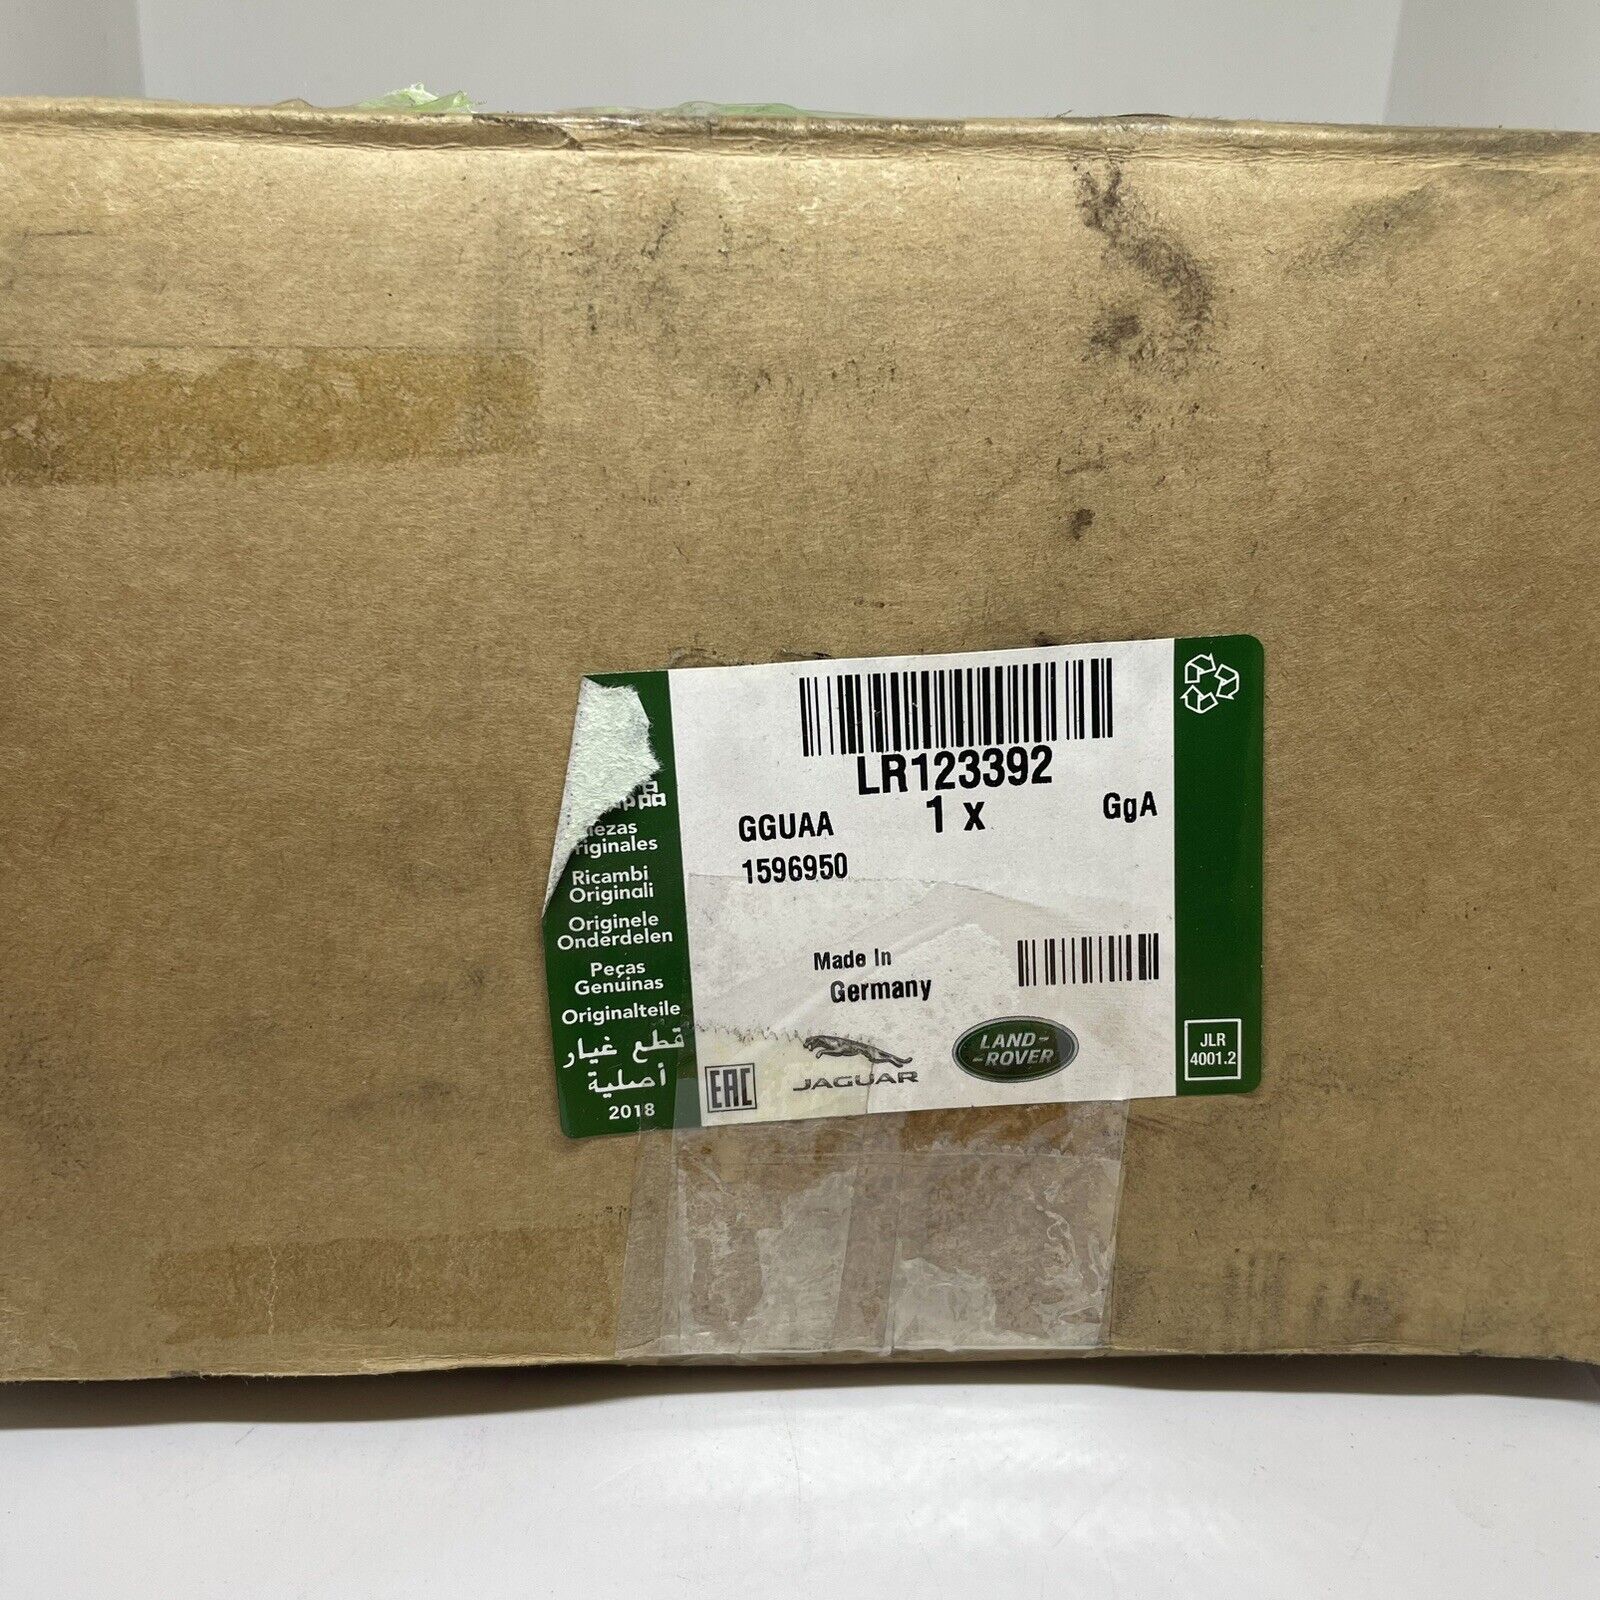 LR123392
1 x
GGUAA
GgA
1596950
Made In
Germany
品
Originales
Ricambi
Originali
Originele
Onderdelen
Peças
Genuinas
Originalteile
قطع غيار
أصلية
2018
EAC
JAGUAR
LAND-
-ROVER
JLR
4001.2